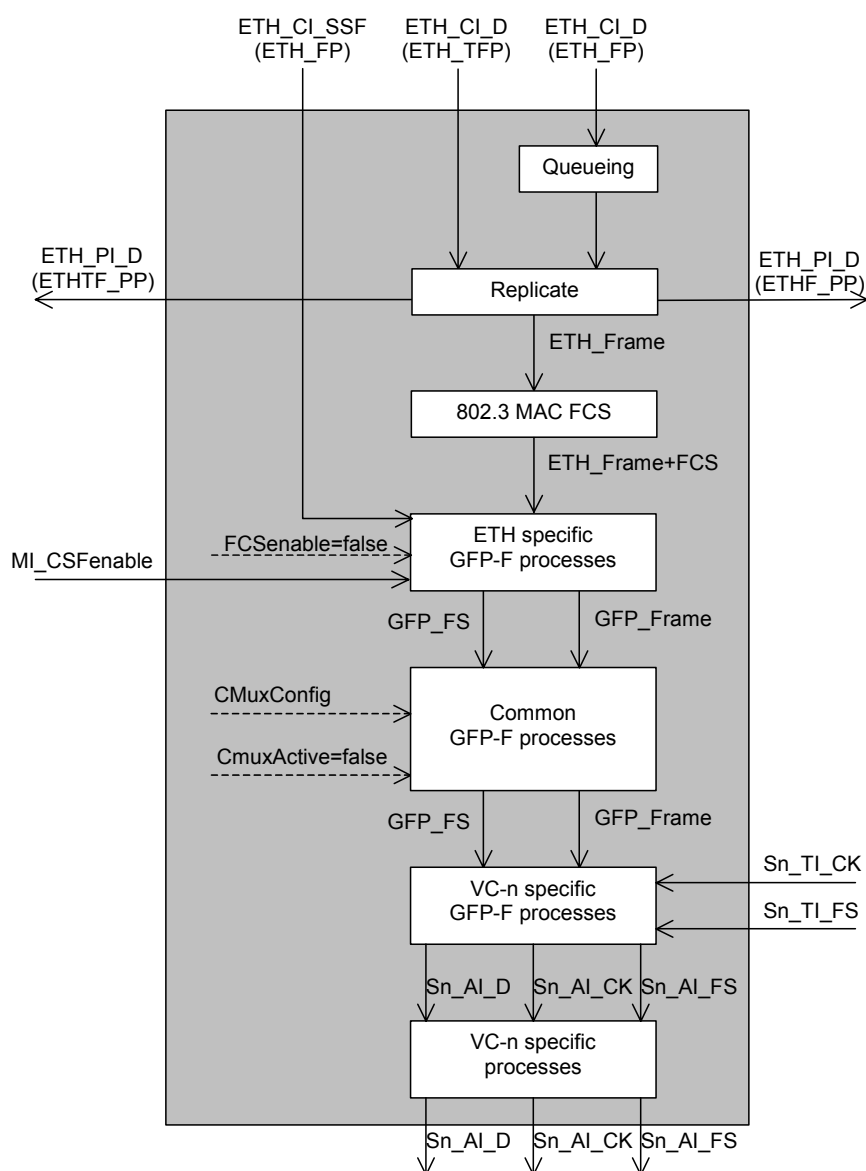 ETH_CI_SSF
(ETH_FP)
ETH_CI_D
(ETH_TFP)
ETH_CI_D
(ETH_FP)
Queueing
ETH_PI_D
(ETHTF_PP)
Replicate
ETH_PI_D
(ETHF_PP)
ETH_Frame
802.3 MAC FCS
ETH_Frame+FCS
ETH specific
GFP-F processes
FCSenable=false
MI_CSFenable
GFP_FS
GFP_Frame
CMuxConfig
Common
GFP-F processes
CmuxActive=false
GFP_FS
GFP_Frame
VC-n specific
GFP-F processes
Sn_TI_CK
Sn_TI_FS
Sn_AI_D
Sn_AI_CK
Sn_AI_FS
VC-n specific
processes
Sn_AI_D
Sn_AI_CK
Sn_AI_FS